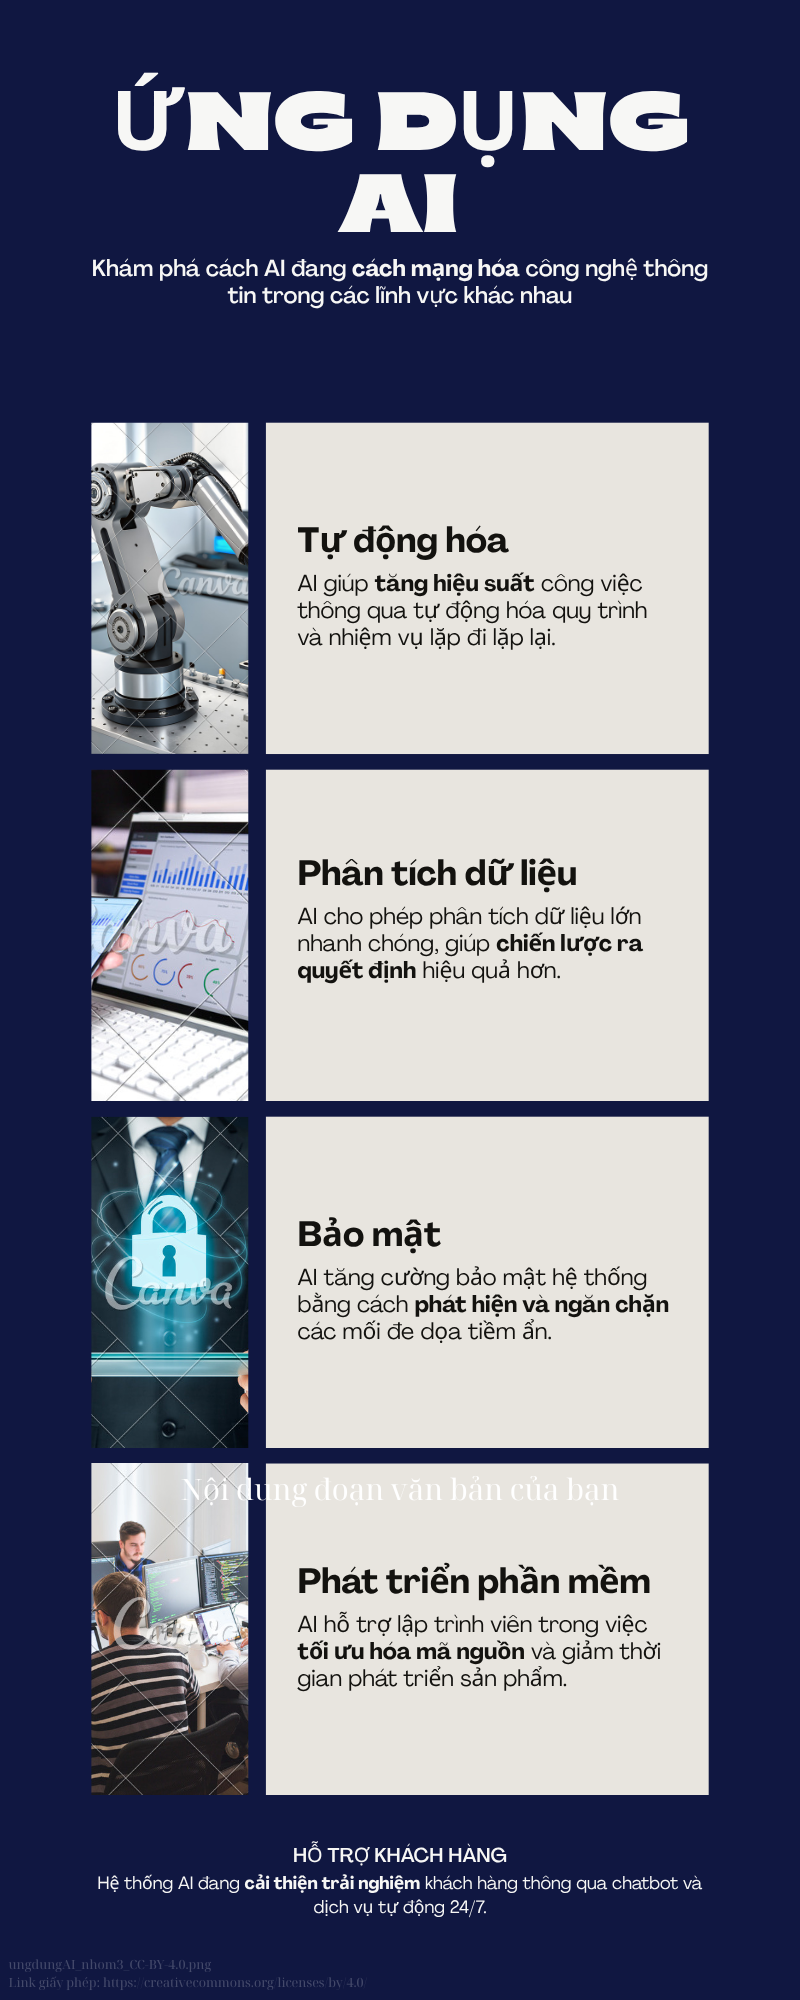 ỨNG DỤNG
AI
Khám phá cách AI đang cách mạng hóa công nghệ thông
tin trong các lĩnh vực khác nhau
Canva
Tự động hóa
AI giúp tăng hiệu suất công việc
thông qua tự động hóa quy trình
và nhiệm vụ lặp đi lặp lại.
Phân tích dữ liệu
AI cho phép phân tích dữ liệu lớn
nhanh chóng, giúp chiến lược ra
quyết định hiệu quả hơn.
Canva
Bảo mật
AI tăng cường bảo mật hệ thống
bằng cách phát hiện và ngăn chặn
các mối đe dọa tiềm ẩn.
Canva
Nội dung đoạn văn bản của bạn
Phát triển phần mềm
AI hỗ trợ lập trình viên trong việc
tối ưu hóa mã nguồn và giảm thời
gian phát triển sản phẩm.
Canva
HỖ TRỢ KHÁCH HÀNG
Hệ thống AI đang cải thiện trải nghiệm khách hàng thông qua chatbot và
dịch vụ tự động 24/7.
ungdungAI_nhom3_CC-BY-4.0.png
Link giấy phép: https://creativecommons.org/licenses/by/4.0/